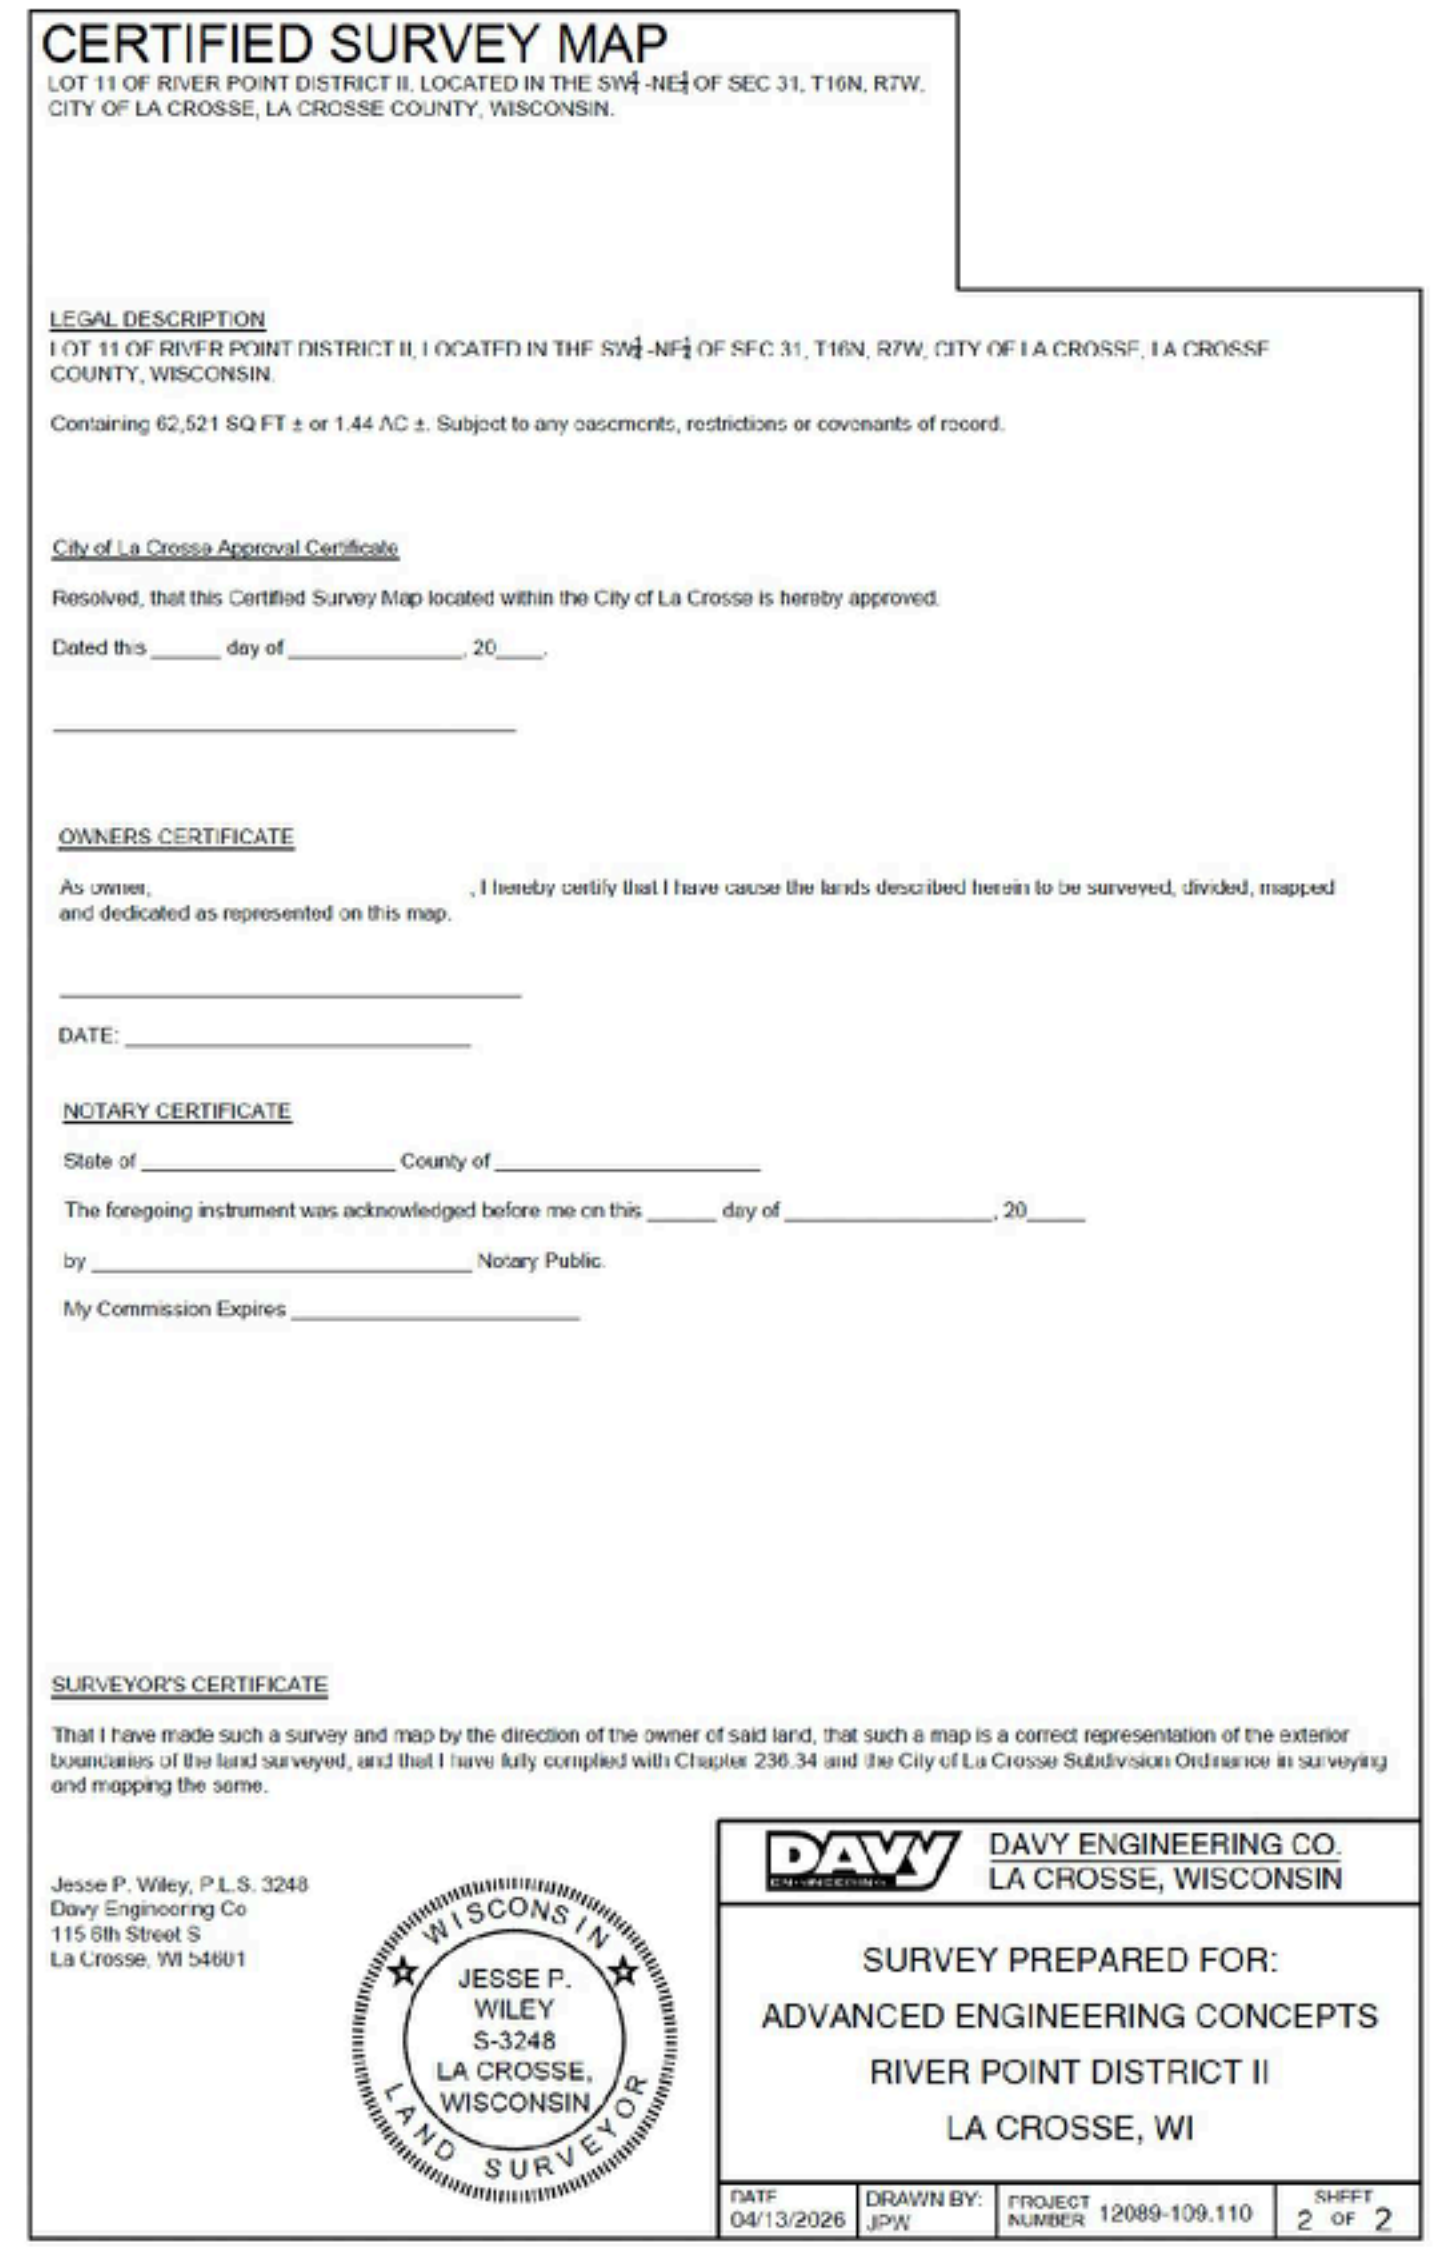 CERTIFIED SURVEY MAP
LOT 11 OF RIVER POINT DISTRICT II, LOCATED IN THE SW¼ -NE¼ OF SEC 31, T16N, R7W,
CITY OF LA CROSSE, LA CROSSE COUNTY, WISCONSIN.
LEGAL DESCRIPTION
LOT 11 OF RIVER POINT DISTRICT II, LOCATED IN THE SW¼ -NE¼ OF SEC 31, T16N, R7W, CITY OF LA CROSSE, LA CROSSE
COUNTY, WISCONSIN.
Containing 62,521 SQ FT ± or 1.44 AC ±. Subject to any easements, restrictions or covenants of record.
City of La Crosse Approval Certificate
Resolved, that this Certified Survey Map located within the City of La Crosse is hereby approved.
Dated this ______ day of _______________, 20____.
OWNERS CERTIFICATE
As owner, , I hereby certify that I have cause the lands described herein to be surveyed, divided, mapped
and dedicated as represented on this map.
DATE: ______________________________
NOTARY CERTIFICATE
State of ______________________ County of _______________________
The foregoing instrument was acknowledged before me on this ______ day of __________________, 20_____
by _________________________________ Notary Public.
My Commission Expires _________________________
SURVEYOR'S CERTIFICATE
That I have made such a survey and map by the direction of the owner of said land, that such a map is a correct representation of the exterior
boundaries of the land surveyed, and that I have fully complied with Chapter 236.34 and the City of La Crosse Subdivision Ordinance in surveying
and mapping the same.
Jesse P. Wiley, P.L.S. 3248
Davy Engineering Co
115 6th Street S
La Crosse, WI 54601
WISCONSIN
JESSE P.
WILEY
S-3248
LA CROSSE,
WISCONSIN
LAND SURVEYOR
DAVY
ENGINEERING
DAVY ENGINEERING CO.
LA CROSSE, WISCONSIN
SURVEY PREPARED FOR:
ADVANCED ENGINEERING CONCEPTS
RIVER POINT DISTRICT II
LA CROSSE, WI
DATE
04/13/2026
DRAWN BY:
JPW
PROJECT
NUMBER 12089-109.110
SHEET
2 OF 2